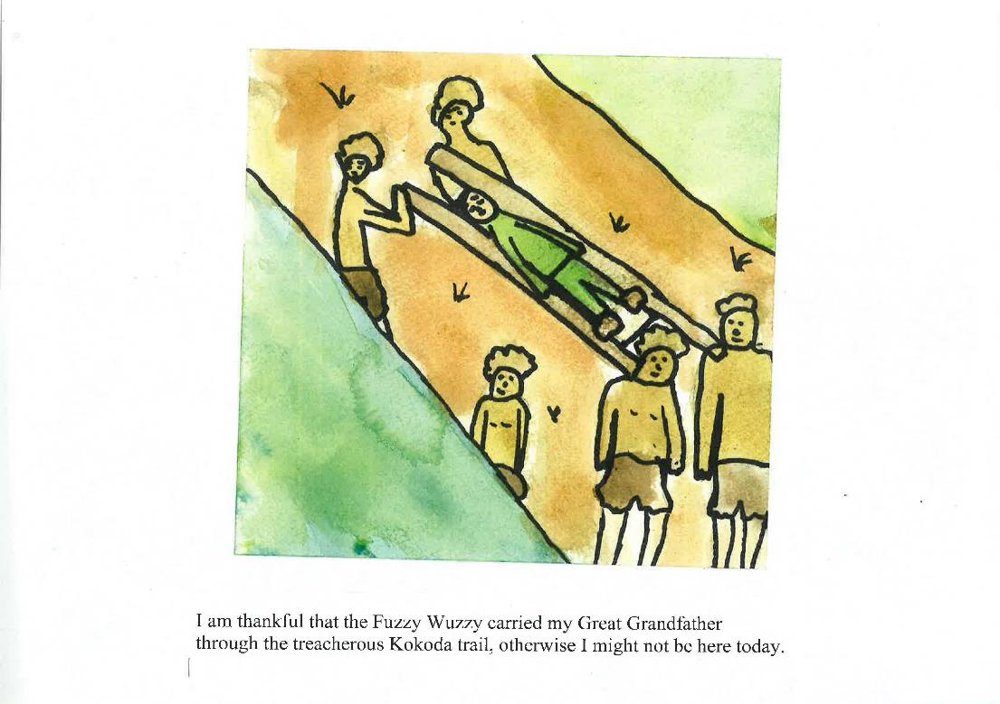 I am thankful that the Fuzzy Wuzzy carried my Great Grandfather
through the treacherous Kokoda trail, otherwise I might not be here today.